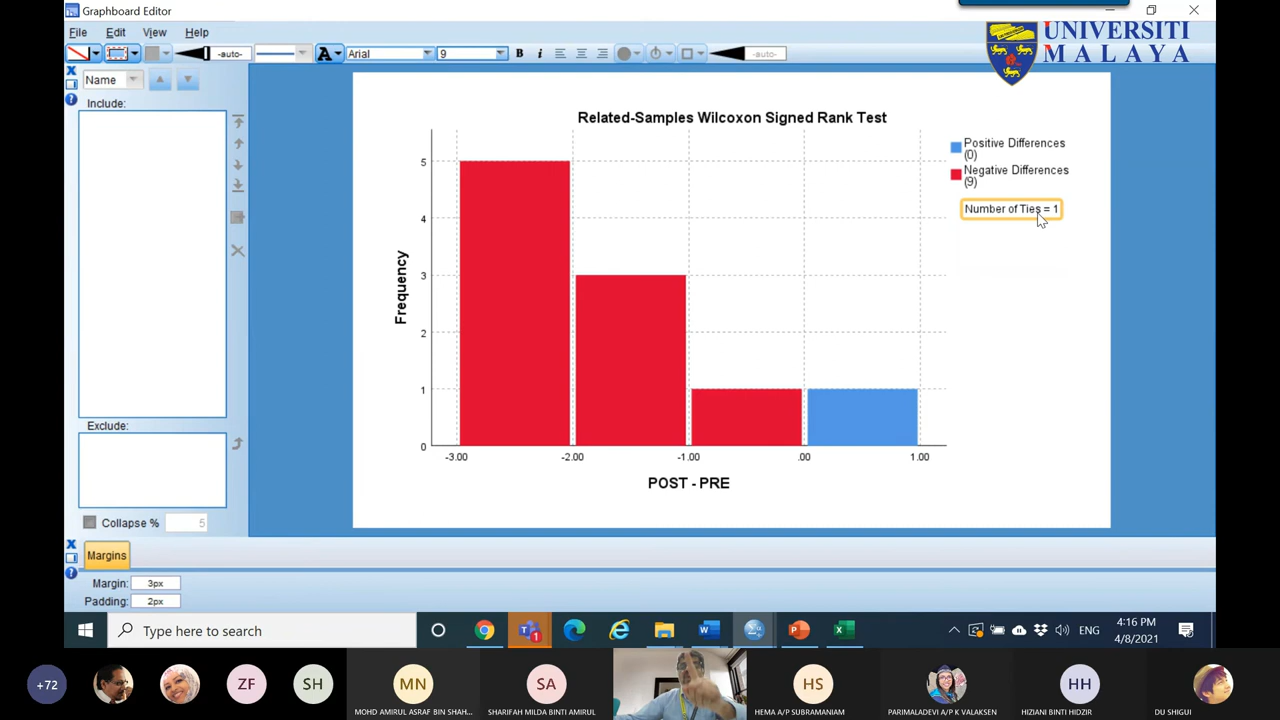 Graphboard Editor
UNIVERSITI
MALAYA
File Edit View Help
-auto- A Arial 9 B i -auto-
Name
Include:
Exclude:
Collapse % 5
Related-Samples Wilcoxon Signed Rank Test
Positive Differences
(0)
Negative Differences
(9)
Number of Ties = 1
Frequency
5
4
3
2
1
0
-3.00 -2.00 -1.00 .00 1.00
POST - PRE
Margins
Margin: 3px
Padding: 2px
Type here to search
ENG
4:16 PM
4/8/2021
+72 ZF SH MN SA HS HH
MOHD AMIRUL ASRAF BIN SHAH... SHARIFAH MILDA BINTI AMIRUL HEMA A/P SUBRAMANIAM PARIMALADEVI A/P K VALAKSEN HIZIANI BINTI HIDZIR DU SHIGUI